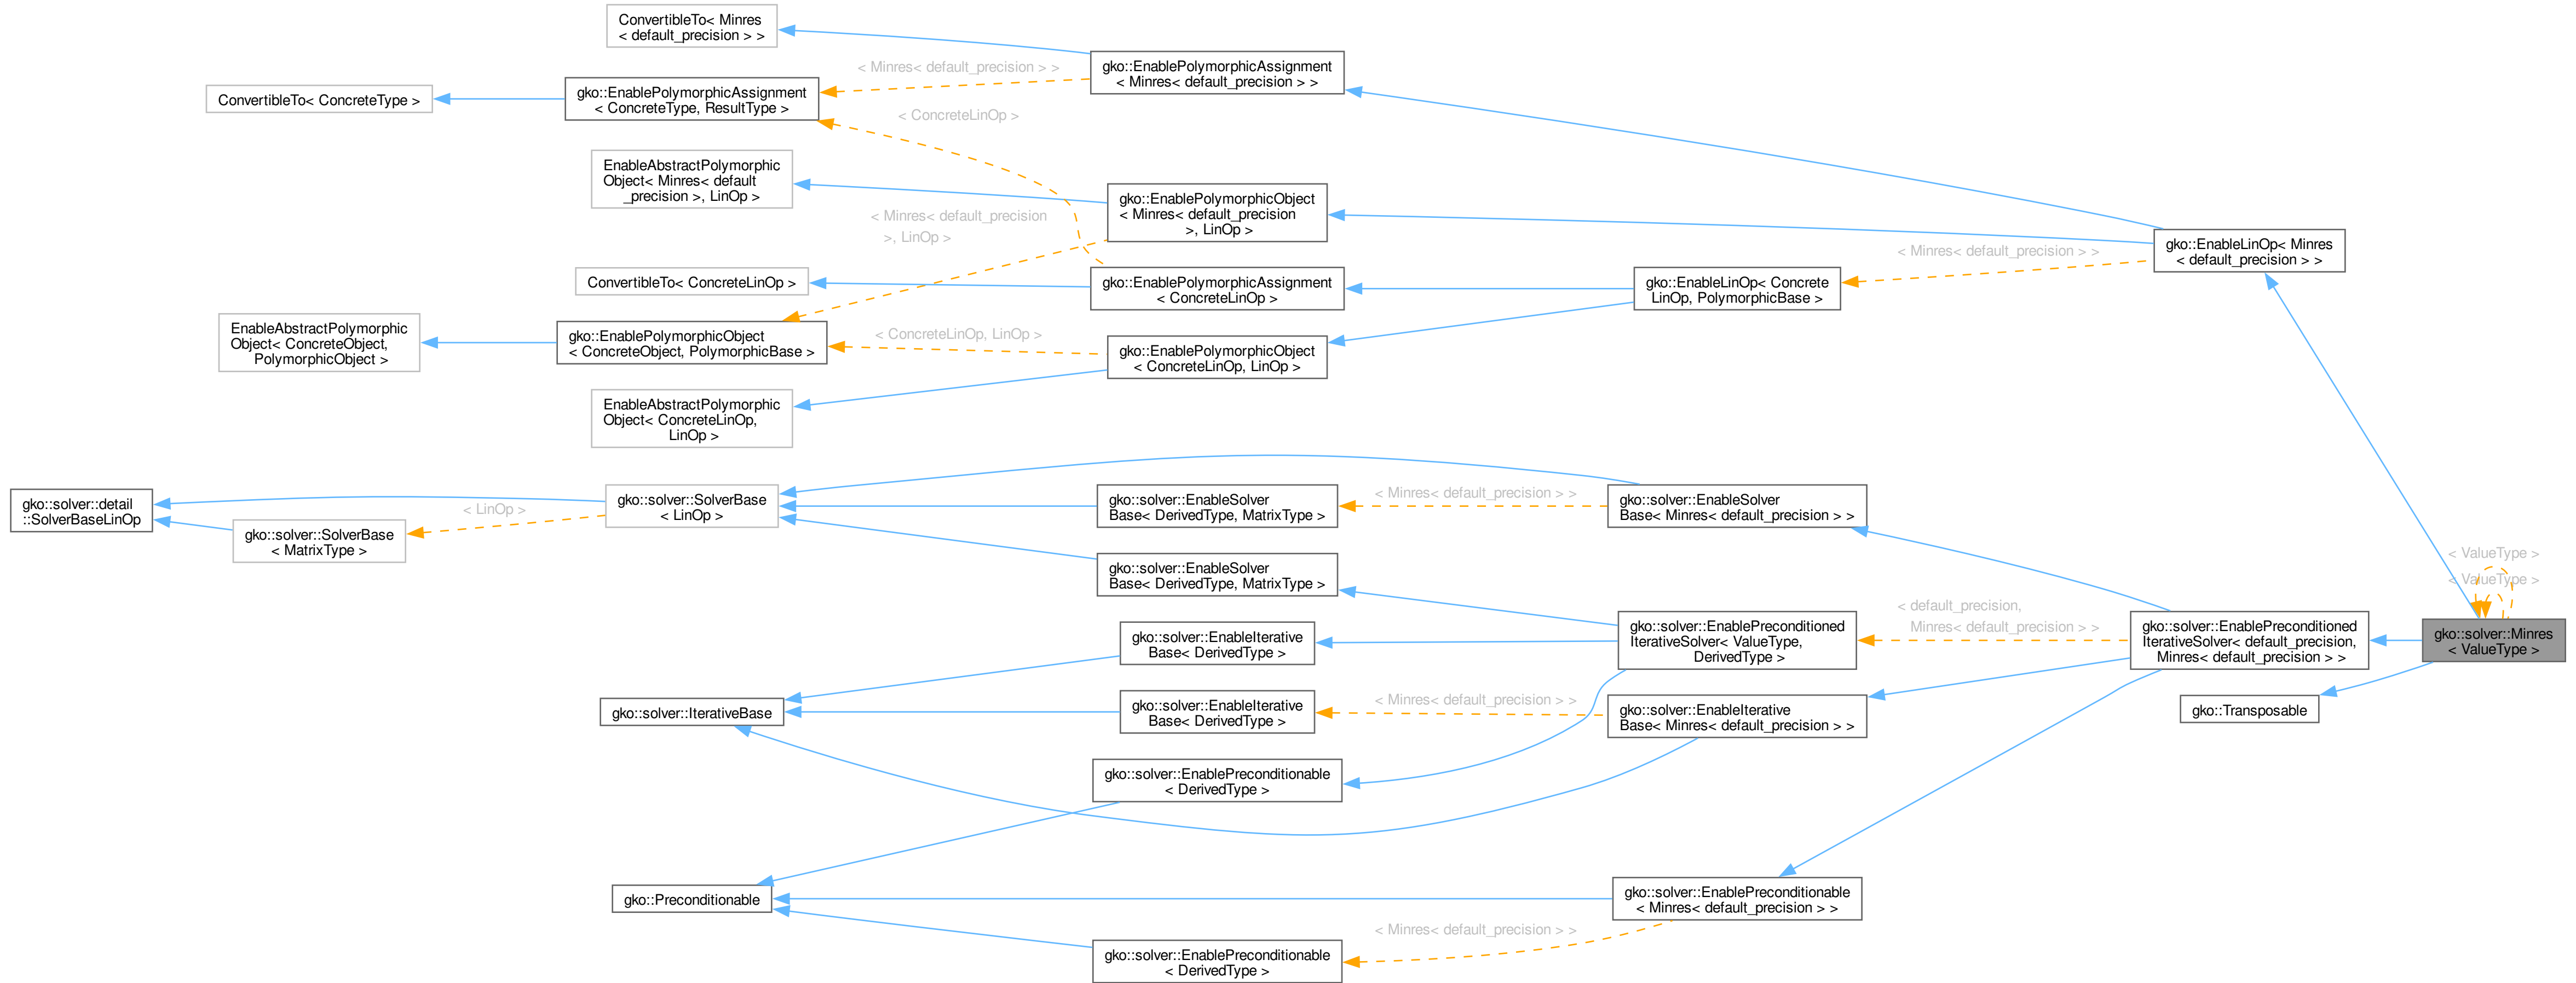 ConvertibleTo< Minres
< default_precision > >
ConvertibleTo< ConcreteType >
gko::EnablePolymorphicAssignment
< ConcreteType, ResultType >
< Minres< default_precision > >
gko::EnablePolymorphicAssignment
< Minres< default_precision > >
< ConcreteLinOp >
EnableAbstractPolymorphic
Object< Minres< default
_precision >, LinOp >
gko::EnablePolymorphicObject
< Minres< default_precision
>, LinOp >
< Minres< default_precision
>, LinOp >
ConvertibleTo< ConcreteLinOp >
gko::EnablePolymorphicAssignment
< ConcreteLinOp >
gko::EnableLinOp< Concrete
LinOp, PolymorphicBase >
< Minres< default_precision > >
gko::EnableLinOp< Minres
< default_precision > >
EnableAbstractPolymorphic
Object< ConcreteObject,
PolymorphicObject >
gko::EnablePolymorphicObject
< ConcreteObject, PolymorphicBase >
< ConcreteLinOp, LinOp >
gko::EnablePolymorphicObject
< ConcreteLinOp, LinOp >
EnableAbstractPolymorphic
Object< ConcreteLinOp,
LinOp >
gko::solver::detail
::SolverBaseLinOp
gko::solver::SolverBase
< MatrixType >
< LinOp >
gko::solver::SolverBase
< LinOp >
gko::solver::EnableSolver
Base< DerivedType, MatrixType >
< Minres< default_precision > >
gko::solver::EnableSolver
Base< Minres< default_precision > >
gko::solver::EnableSolver
Base< DerivedType, MatrixType >
< ValueType >
< ValueType >
gko::solver::EnableIterative
Base< DerivedType >
gko::solver::EnablePreconditioned
IterativeSolver< ValueType,
DerivedType >
< default_precision,
Minres< default_precision > >
gko::solver::EnablePreconditioned
IterativeSolver< default_precision,
Minres< default_precision > >
gko::solver::Minres
< ValueType >
gko::solver::IterativeBase
gko::solver::EnableIterative
Base< DerivedType >
< Minres< default_precision > >
gko::solver::EnableIterative
Base< Minres< default_precision > >
gko::Transposable
gko::solver::EnablePreconditionable
< DerivedType >
gko::Preconditionable
gko::solver::EnablePreconditionable
< Minres< default_precision > >
< Minres< default_precision > >
gko::solver::EnablePreconditionable
< DerivedType >